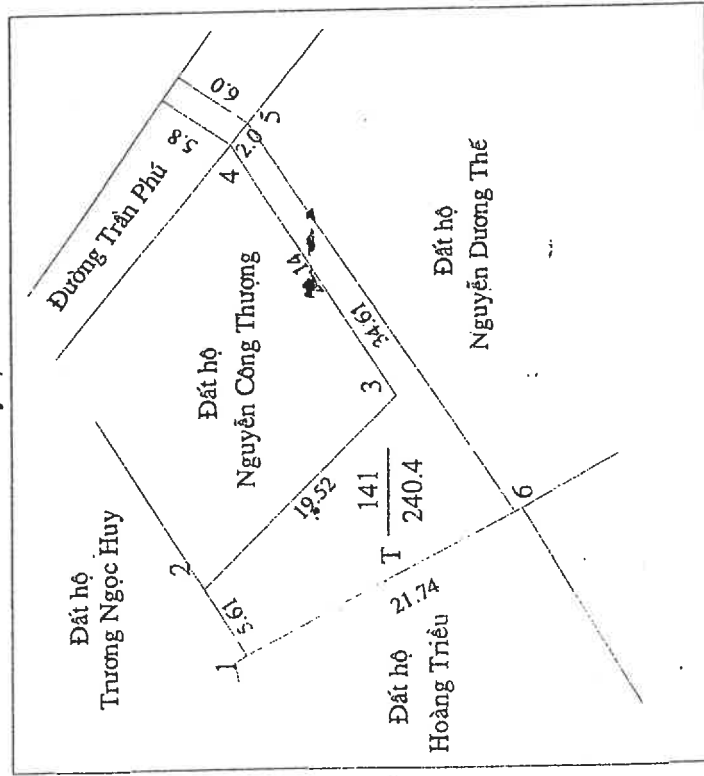 Đường Trần Phú
5.8
6.0
4
2.0
5
Đất hộ
Trương Ngọc Huy
2
1
5.61
Đất hộ
Nguyễn Công Thượng
19.52
3
14
34.61
T
141
240.4
21.74
6
Đất hộ
Hoàng Triều
Đất hộ
Nguyễn Dương Thế